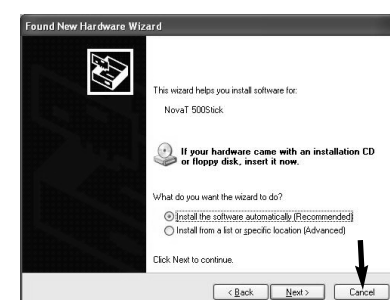 Found New Hardware Wizard
This wizard helps you install software for:
NovaT 500Stick
If your hardware came with an installation CD
or floppy disk, insert it now.
What do you want the wizard to do?
Install the software automatically (Recommended)
Install from a list or specific location (Advanced)
Click Next to continue.
< Back Next > Cancel